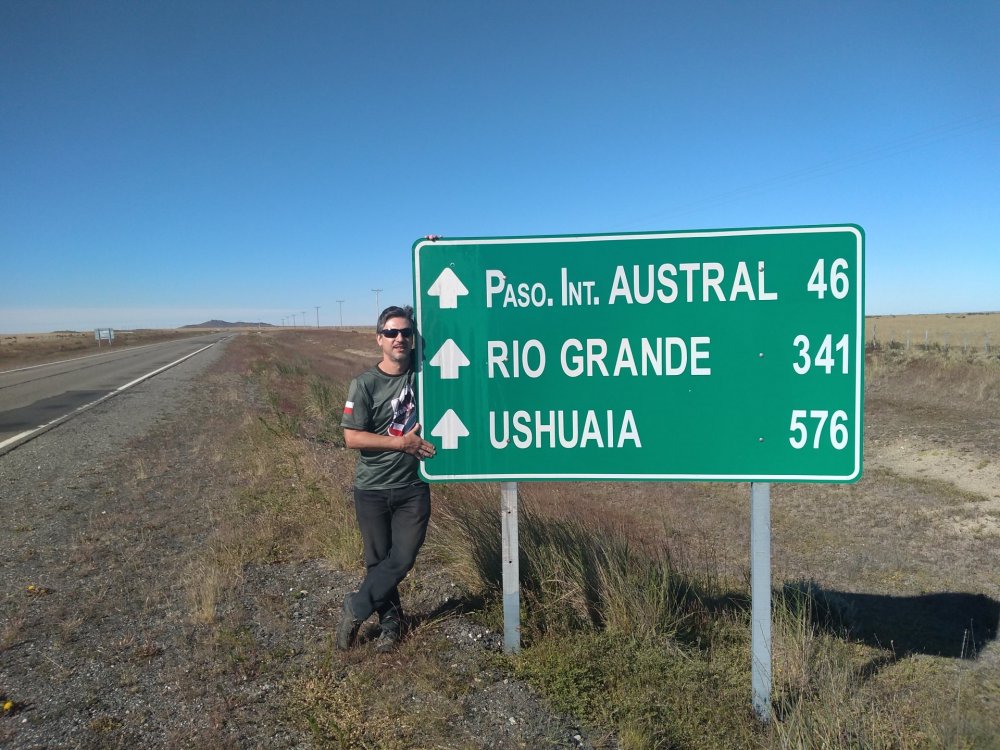 PASO. INT. AUSTRAL 46
RIO GRANDE 341
USHUAIA 576